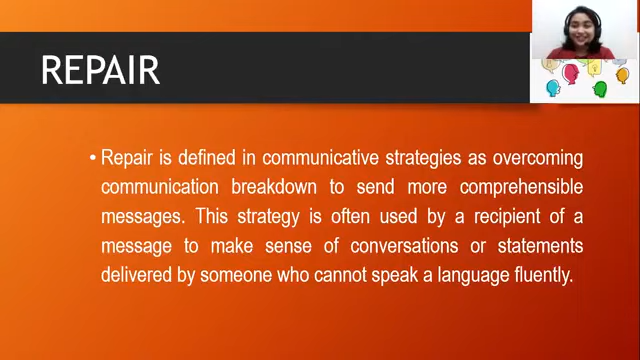 REPAIR
• Repair is defined in communicative strategies as overcoming
communication breakdown to send more comprehensible
messages. This strategy is often used by a recipient of a
message to make sense of conversations or statements
delivered by someone who cannot speak a language fluently.